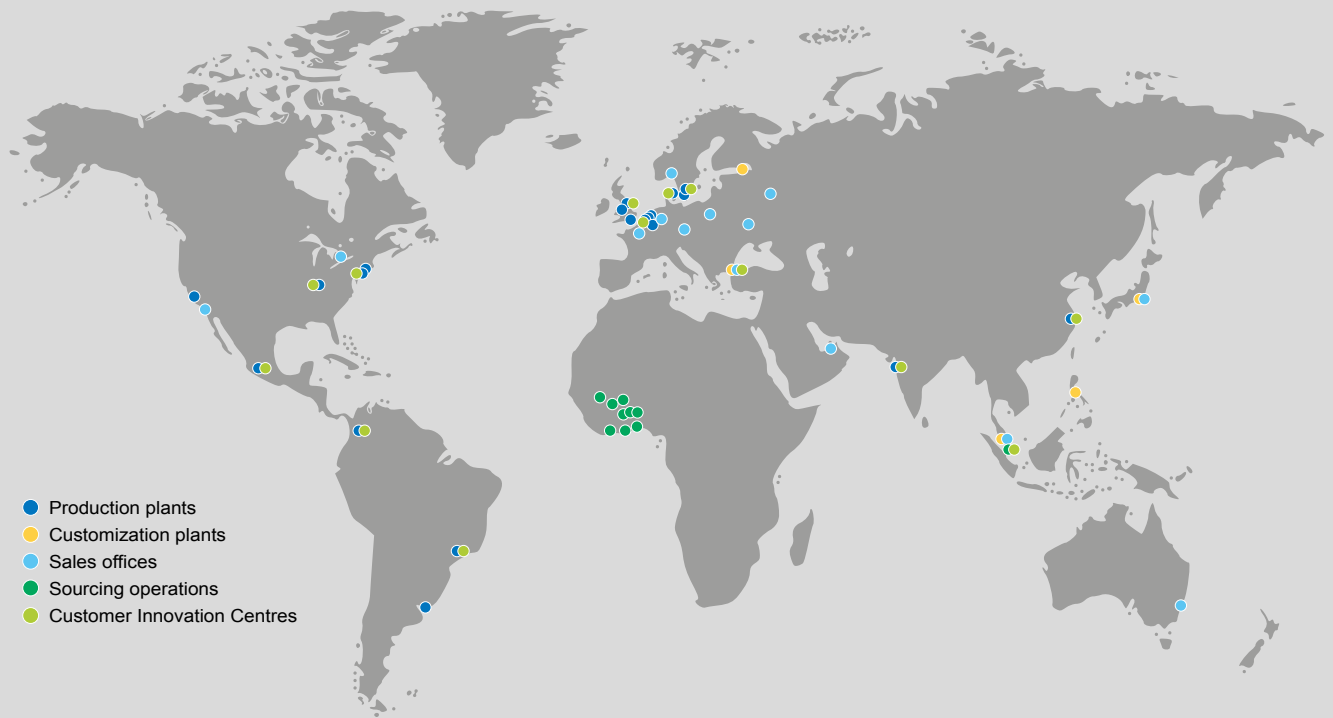 Production plants
Customization plants
Sales offices
Sourcing operations
Customer Innovation Centres